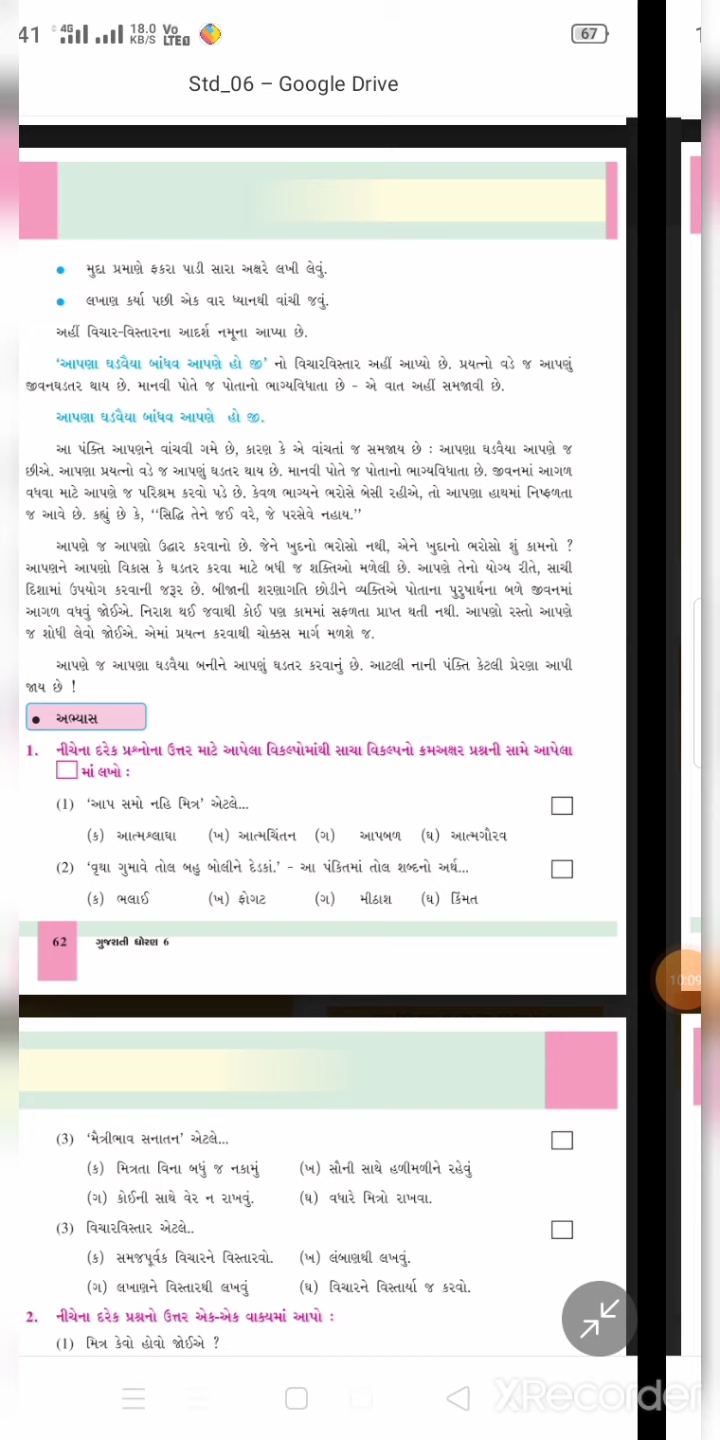 41 4G 18.0 KB/S Vo LTE 67
Std_06 – Google Drive
• મુદ્દા પ્રમાણે ફકરા પાડી સારા અક્ષરે લખી લેવું.
• લખાણ કર્યા પછી એક વાર ધ્યાનથી વાંચી જવું.
અહીં વિચાર-વિસ્તારના આદર્શ નમૂના આપ્યા છે.
‘આપણા ઘડવૈયા બાંધવ આપણે હો જી’ નો વિચારવિસ્તાર અહીં આપ્યો છે. પ્રયત્નો વડે જ આપણું
જીવનઘડતર થાય છે. માનવી પોતે જ પોતાનો ભાગ્યવિધાતા છે – એ વાત અહીં સમજાવી છે.
આપણા ઘડવૈયા બાંધવ આપણે હો જી.
આ પંક્તિ આપણને વાંચવી ગમે છે, કારણ કે એ વાંચતાં જ સમજાય છે : આપણા ઘડવૈયા આપણે જ
છીએ. આપણા પ્રયત્નો વડે જ આપણું ઘડતર થાય છે. માનવી પોતે જ પોતાનો ભાગ્યવિધાતા છે. જીવનમાં આગળ
વધવા માટે આપણે જ પરિશ્રમ કરવો પડે છે. કેવળ ભાગ્યને ભરોસે બેસી રહીએ, તો આપણા હાથમાં નિષ્ફળતા
જ આવે છે. કહ્યું છે કે, ‘‘સિદ્ધિ તેને જઈ વરે, જે પરસેવે નહાય.’’
આપણે જ આપણો ઉદ્ધાર કરવાનો છે. જેને ખુદનો ભરોસો નથી, એને ખુદાનો ભરોસો શું કામનો ?
આપણને આપણો વિકાસ કે ઘડતર કરવા માટે બધી જ શક્તિઓ મળેલી છે. આપણે તેનો યોગ્ય રીતે, સાચી
દિશામાં ઉપયોગ કરવાની જરૂર છે. બીજાની શરણાગતિ છોડીને વ્યક્તિએ પોતાના પુરુષાર્થના બળે જીવનમાં
આગળ વધવું જોઈએ. નિરાશ થઈ જવાથી કોઈ પણ કામમાં સફળતા પ્રાપ્ત થતી નથી. આપણો રસ્તો આપણે
જ શોધી લેવો જોઈએ. એમાં પ્રયત્ન કરવાથી ચોક્કસ માર્ગ મળશે જ.
આપણે જ આપણા ઘડવૈયા બનીને આપણું ઘડતર કરવાનું છે. આટલી નાની પંક્તિ કેટલી પ્રેરણા આપી
જાય છે !
• અભ્યાસ
1. નીચેના દરેક પ્રશ્નોના ઉત્તર માટે આપેલા વિકલ્પોમાંથી સાચા વિકલ્પનો ક્રમઅક્ષર પ્રશ્નની સામે આપેલા
માં લખો :
(1) ‘આપ સમો નહિ મિત્ર’ એટલે...
(ક) આત્મશ્લાઘા (ખ) આત્મચિંતન (ગ) આપબળ (ઘ) આત્મગૌરવ
(2) ‘વૃથા ગુમાવે તોલ બહુ બોલીને દેડકાં.’ – આ પંકિતમાં તોલ શબ્દનો અર્થ...
(ક) ભલાઈ (ખ) ફોગટ (ગ) મીઠાશ (ઘ) કિંમત
62 ગુજરાતી ધોરણ 6
10:09
(3) ‘મૈત્રીભાવ સનાતન’ એટલે...
(ક) મિત્રતા વિના બધું જ નકામું (ખ) સૌની સાથે હળીમળીને રહેવું
(ગ) કોઈની સાથે વેર ન રાખવું. (ઘ) વધારે મિત્રો રાખવા.
(3) વિચારવિસ્તાર એટલે..
(ક) સમજપૂર્વક વિચારને વિસ્તારવો. (ખ) લંબાણથી લખવું.
(ગ) લખાણને વિસ્તારથી લખવું (ઘ) વિચારને વિસ્તાર્યા જ કરવો.
2. નીચેના દરેક પ્રશ્નનો ઉત્તર એક-એક વાક્યમાં આપો :
(1) મિત્ર કેવો હોવો જોઈએ ?
XRecorder